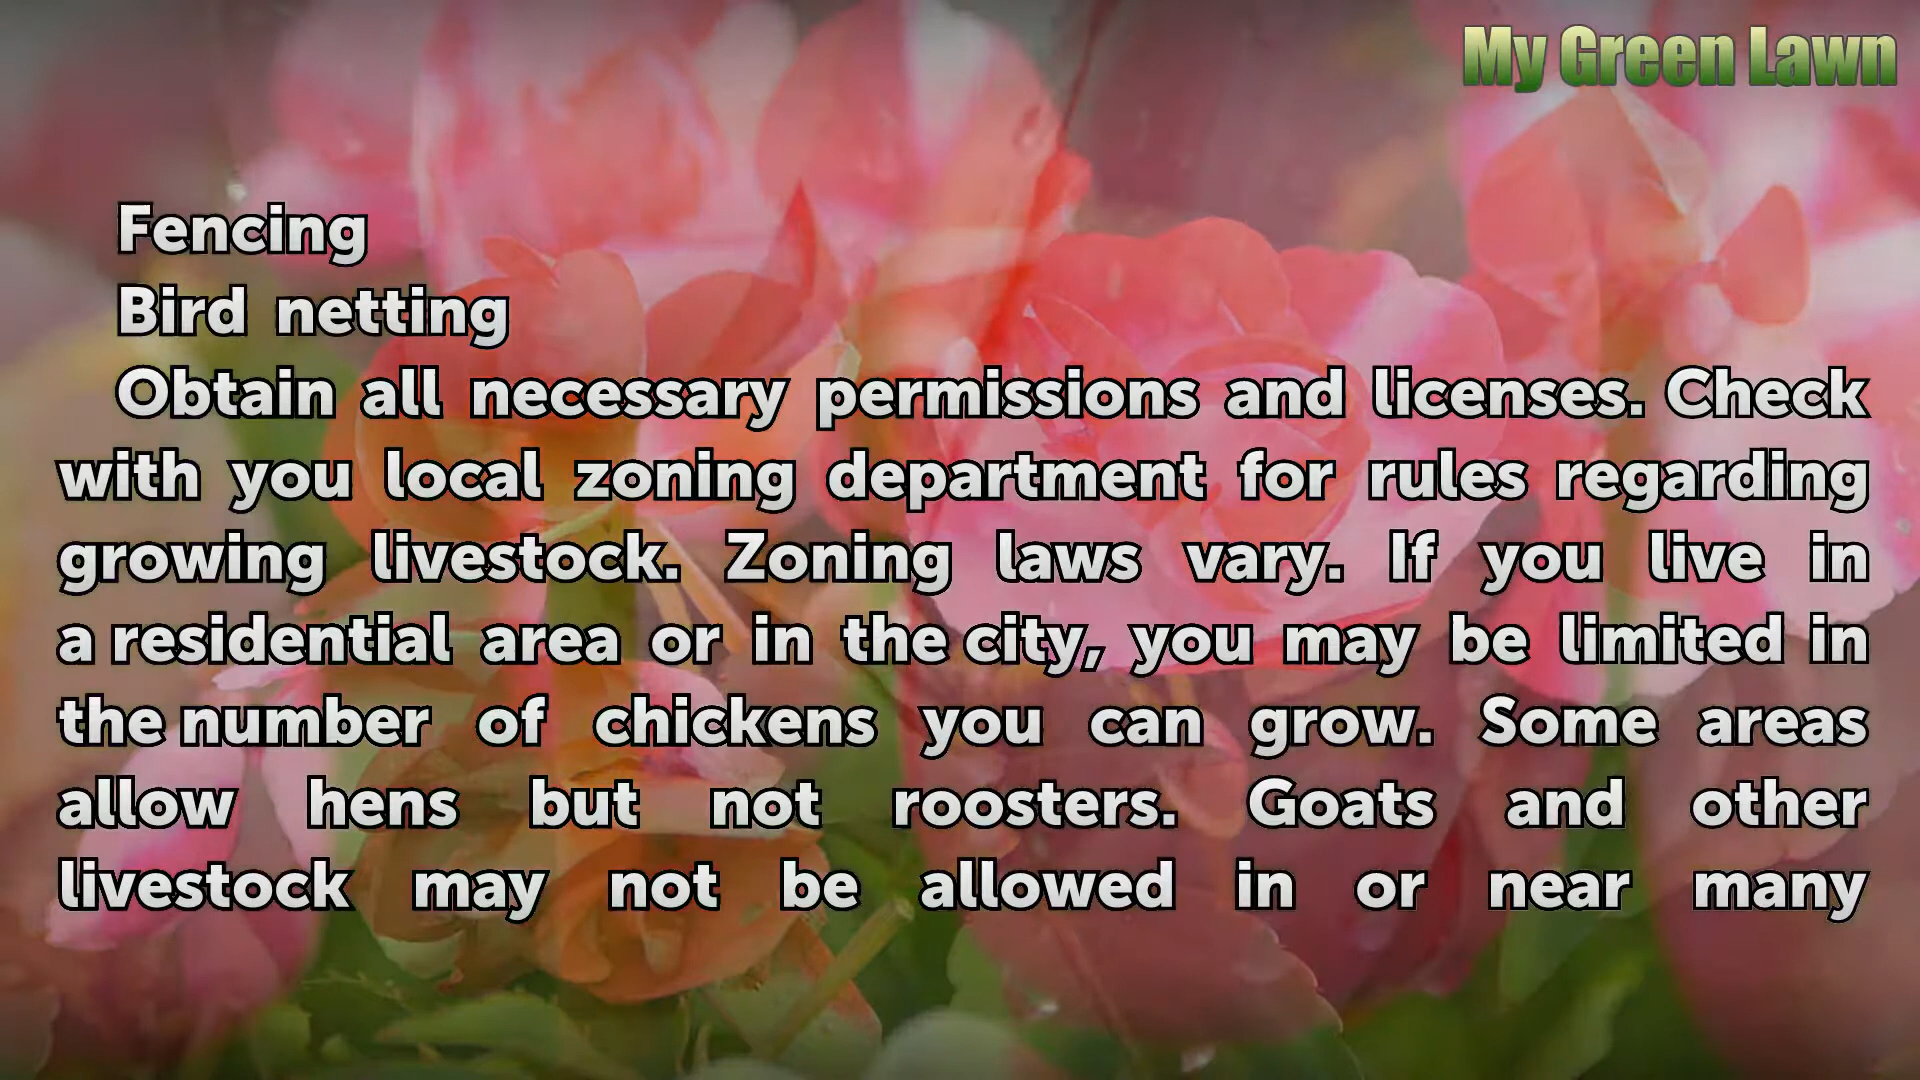 My Green Lawn
Fencing
Bird netting
Obtain all necessary permissions and licenses. Check
with you local zoning department for rules regarding
growing livestock. Zoning laws vary. If you live in
a residential area or in the city, you may be limited in
the number of chickens you can grow. Some areas
allow hens but not roosters. Goats and other
livestock may not be allowed in or near many